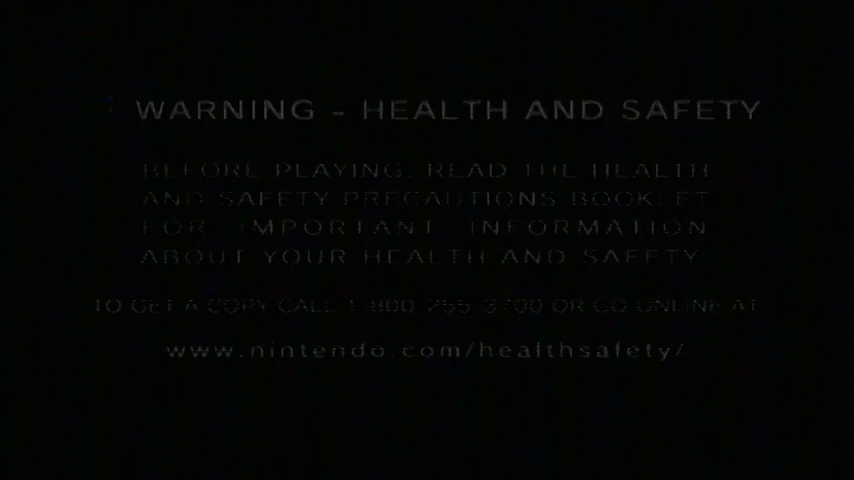 WARNING - HEALTH AND SAFETY
BEFORE PLAYING, READ THE HEALTH
AND SAFETY PRECAUTIONS BOOKLET
FOR IMPORTANT INFORMATION
ABOUT YOUR HEALTH AND SAFETY.
TO GET A COPY CALL 1-800-255-3700 OR GO ONLINE AT
www.nintendo.com/healthsafety/